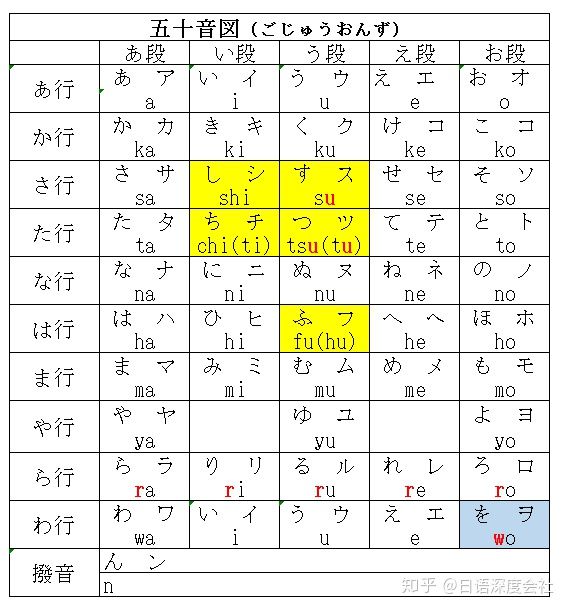 五十音図（ごじゅうおんず）
あ段 い段 う段 え段 お段
あ行 あ ア い イ う ウ え エ お オ
a i u e o
か行 か カ き キ く ク け コ こ コ
ka ki ku ke ko
さ行 さ サ し シ す ス せ セ そ ソ
sa shi su se so
た行 た タ ち チ つ ツ て テ と ト
ta chi(ti) tsu(tu) te to
な行 な ナ に ニ ぬ ヌ ね ネ の ノ
na ni nu ne no
は行 は ハ ひ ヒ ふ フ へ ヘ ほ ホ
ha hi fu(hu) he ho
ま行 ま マ み ミ む ム め メ も モ
ma mi mu me mo
や行 や ヤ ゆ ユ よ ヨ
ya yu yo
ら行 ら ラ り リ る ル れ レ ろ ロ
ra ri ru re ro
わ行 わ ワ い イ う ウ え エ を ヲ
wa i u e wo
撥音 ん ン
n
知乎 @日语深度会社